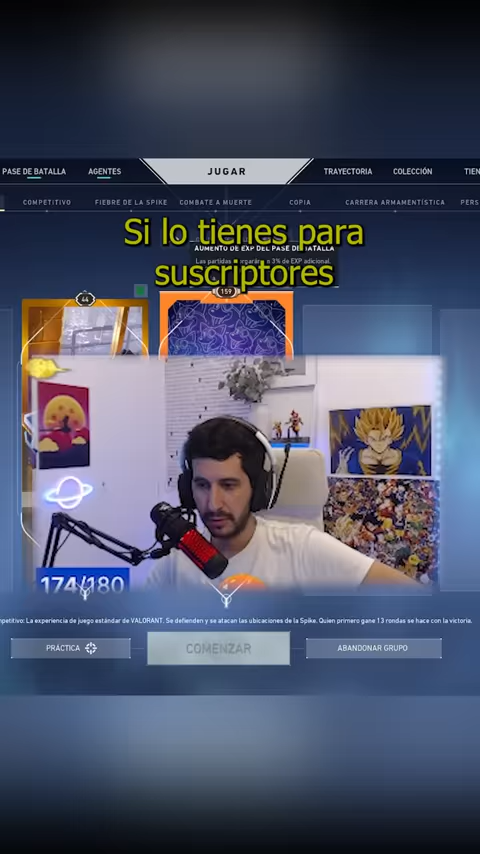 PASE DE BATALLA AGENTES JUGAR TRAYECTORIA COLECCIÓN
COMPETITIVO FIEBRE DE LA SPIKE COMBATE A MUERTE COPIA CARRERA ARMAMENTÍSTICA
Si lo tienes para
AUMENTO DE EXP DEL PASE DE BATALLA
Las partidas 3% de EXP adicional.
suscriptores
44 159
174/180
La experiencia de juego estándar de VALORANT. Se defienden y se atacan las ubicaciones de la Spike. Quien primero gane 13 rondas se hace con la victoria.
PRÁCTICA COMENZAR ABANDONAR GRUPO